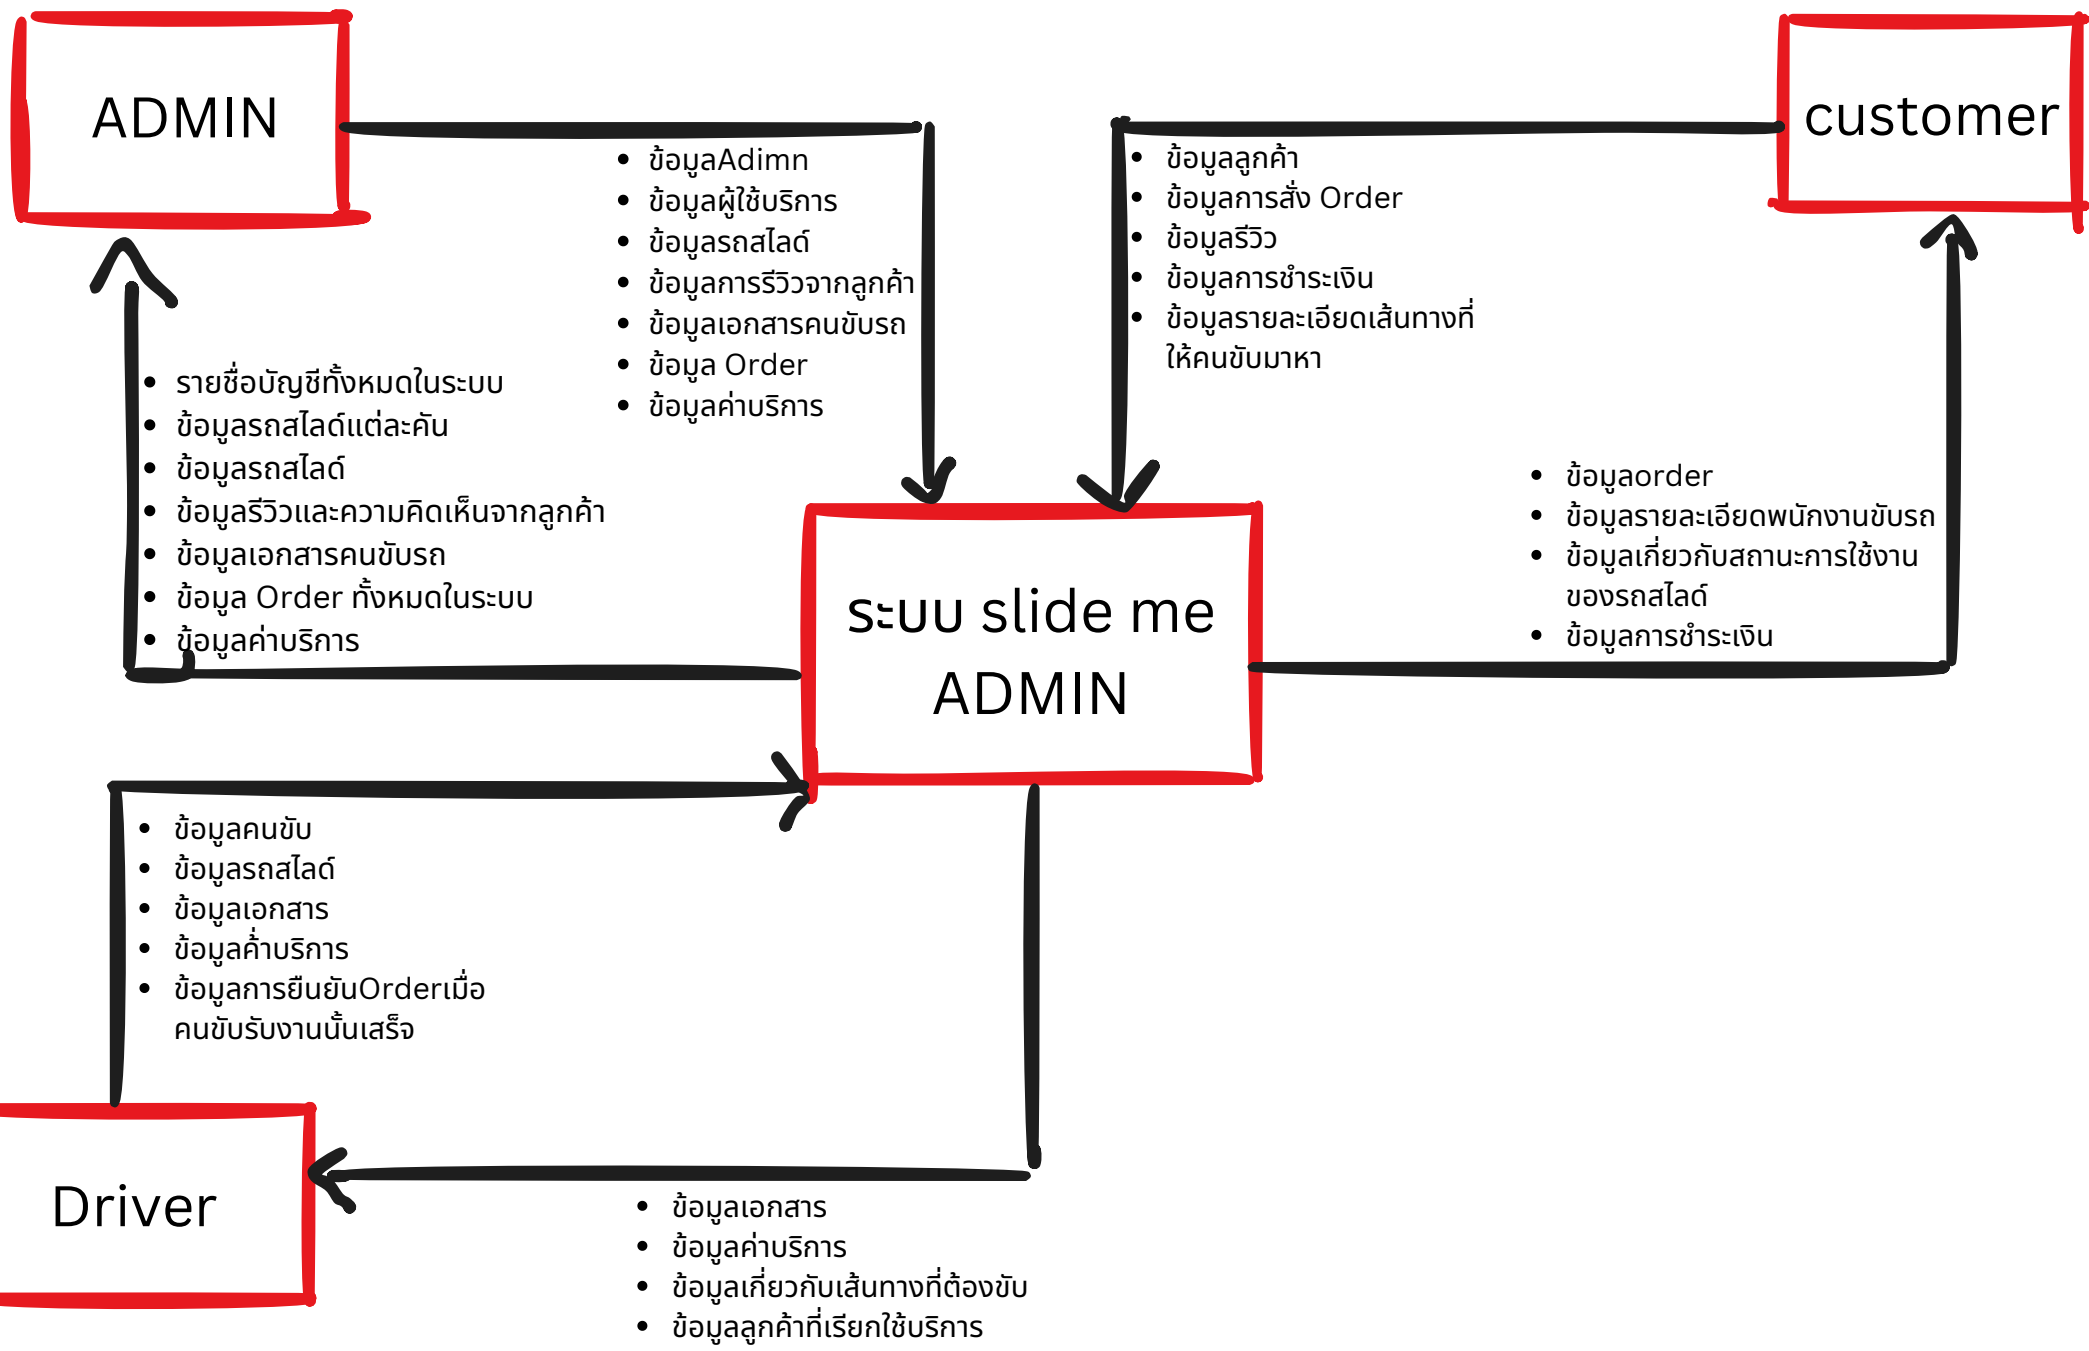 ADMIN
customer
ข้อมูลAdimn
ข้อมูลผู้ใช้บริการ
ข้อมูลรถสไลด์
ข้อมูลการรีวิวจากลูกค้า
ข้อมูลเอกสารคนขับรถ
ข้อมูล Order
ข้อมูลค่าบริการ
ข้อมูลลูกค้า
ข้อมูลการสั่ง Order
ข้อมูลรีวิว
ข้อมูลการชำระเงิน
ข้อมูลรายละเอียดเส้นทางที่
ให้คนขับมาหา
รายชื่อบัญชีทั้งหมดในระบบ
ข้อมูลรถสไลด์แต่ละคัน
ข้อมูลรถสไลด์
ข้อมูลรีวิวและความคิดเห็นจากลูกค้า
ข้อมูลเอกสารคนขับรถ
ข้อมูล Order ทั้งหมดในระบบ
ข้อมูลค่าบริการ
ข้อมูลorder
ข้อมูลรายละเอียดพนักงานขับรถ
ข้อมูลเกี่ยวกับสถานะการใช้งาน
ของรถสไลด์
ข้อมูลการชำระเงิน
ระบบ slide me
ADMIN
ข้อมูลคนขับ
ข้อมูลรถสไลด์
ข้อมูลเอกสาร
ข้อมูลค้่าบริการ
ข้อมูลการยืนยันOrderเมื่อ
คนขับรับงานนั้นเสร็จ
Driver
ข้อมูลเอกสาร
ข้อมูลค่าบริการ
ข้อมูลเกี่ยวกับเส้นทางที่ต้องขับ
ข้อมูลลูกค้าที่เรียกใช้บริการ